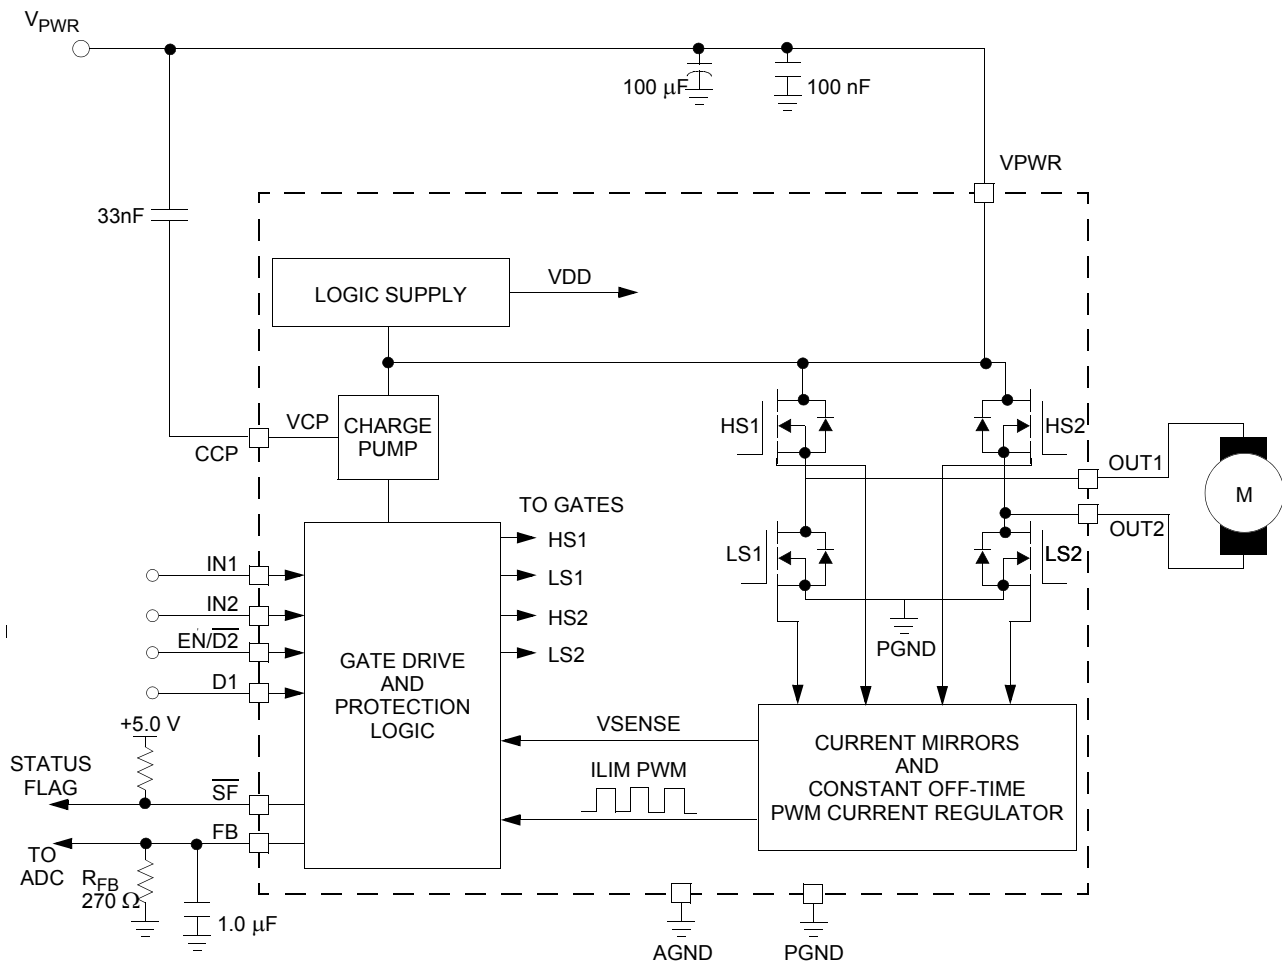 VPWR
100 μF
100 nF
VPWR
33nF
LOGIC SUPPLY
VDD
VCP
CCP
CHARGE
PUMP
HS1
HS2
OUT1
M
OUT2
TO GATES
HS1
LS1
HS2
LS2
LS1
LS2
PGND
IN1
IN2
EN/D2
D1
GATE DRIVE
AND
PROTECTION
LOGIC
VSENSE
ILIM PWM
CURRENT MIRRORS
AND
CONSTANT OFF-TIME
PWM CURRENT REGULATOR
+5.0 V
STATUS
FLAG
SF
FB
TO
ADC
RFB
270 Ω
1.0 μF
AGND
PGND